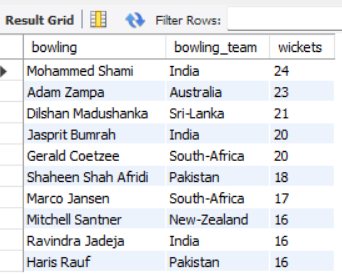 Result Grid Filter Rows:
bowling bowling_team wickets
Mohammed Shami India 24
Adam Zampa Australia 23
Dilshan Madushanka Sri-Lanka 21
Jasprit Bumrah India 20
Gerald Coetzee South-Africa 20
Shaheen Shah Afridi Pakistan 18
Marco Jansen South-Africa 17
Mitchell Santner New-Zealand 16
Ravindra Jadeja India 16
Haris Rauf Pakistan 16